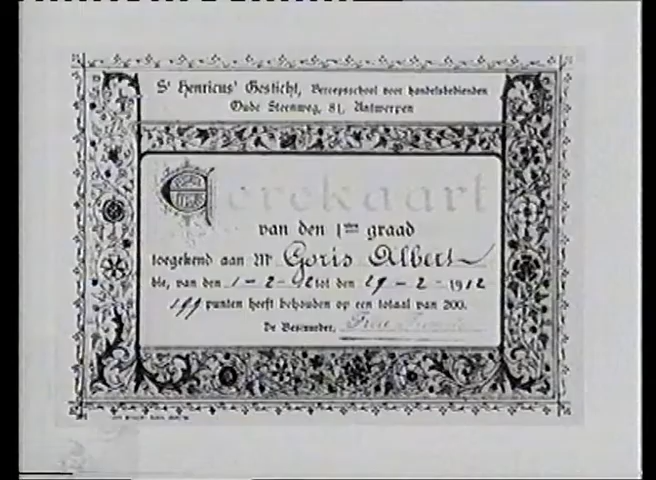 St Henricus' Gesticht, Beroepsschool voor handelsbedienden
Oude Steenweg, 81, Antwerpen
Eerekaart
van den 1sten graad
toegekend aan Mr Goris Albert
die, van den 1-2-12 tot den 29-2-1912
199 punten heeft behouden op een totaal van 200.
De Bestuurder,